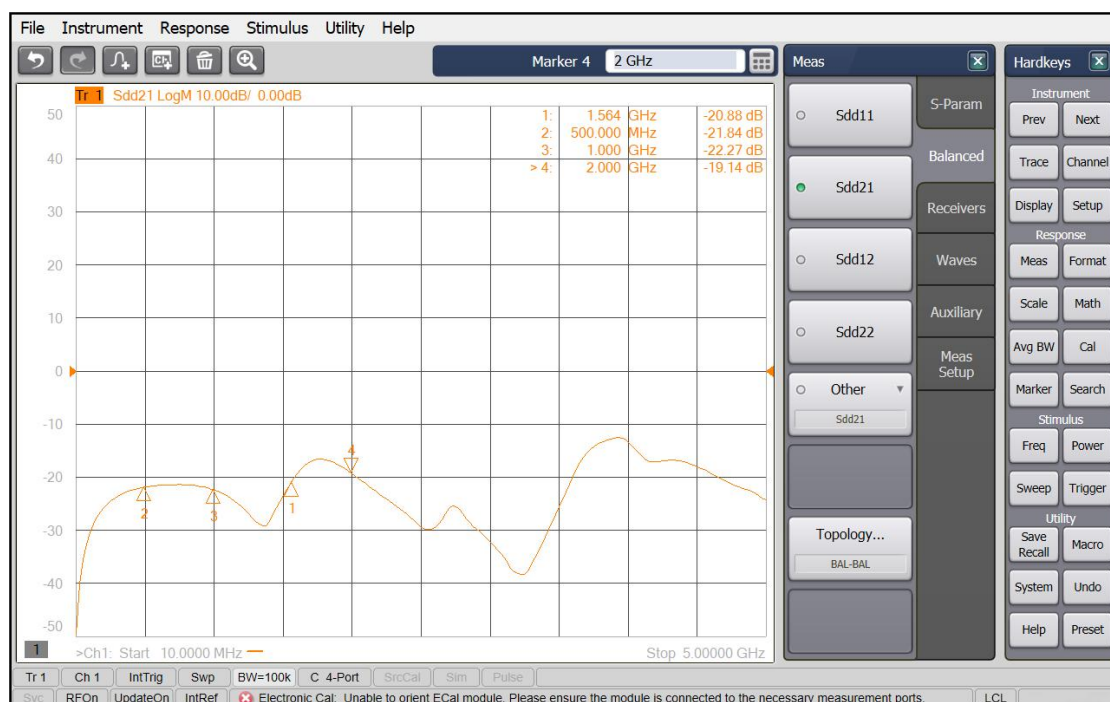 File Instrument Response Stimulus Utility Help
Marker 4 2 GHz
Tr 1 Sdd21 LogM 10.00dB/ 0.00dB
1: 1.564 GHz -20.88 dB
2: 500.000 MHz -21.84 dB
3: 1.000 GHz -22.27 dB
> 4: 2.000 GHz -19.14 dB
50
40
30
20
10
0
-10
-20
-30
-40
-50
2
3
1
4
1
>Ch1: Start 10.0000 MHz
Stop 5.00000 GHz
Meas
Sdd11
Sdd21
Sdd12
Sdd22
Other
Sdd21
Topology...
BAL-BAL
S-Param
Balanced
Receivers
Waves
Auxiliary
Meas
Setup
Hardkeys
Instrument
Prev Next
Trace Channel
Display Setup
Response
Meas Format
Scale Math
Avg BW Cal
Marker Search
Stimulus
Freq Power
Sweep Trigger
Utility
Save
Recall
Macro
System Undo
Help Preset
Tr 1 Ch 1 IntTrig Swp BW=100k C 4-Port SrcCal Sim Pulse
Svc RFOn UpdateOn IntRef Electronic Cal: Unable to orient ECal module. Please ensure the module is connected to the necessary measurement ports. LCL